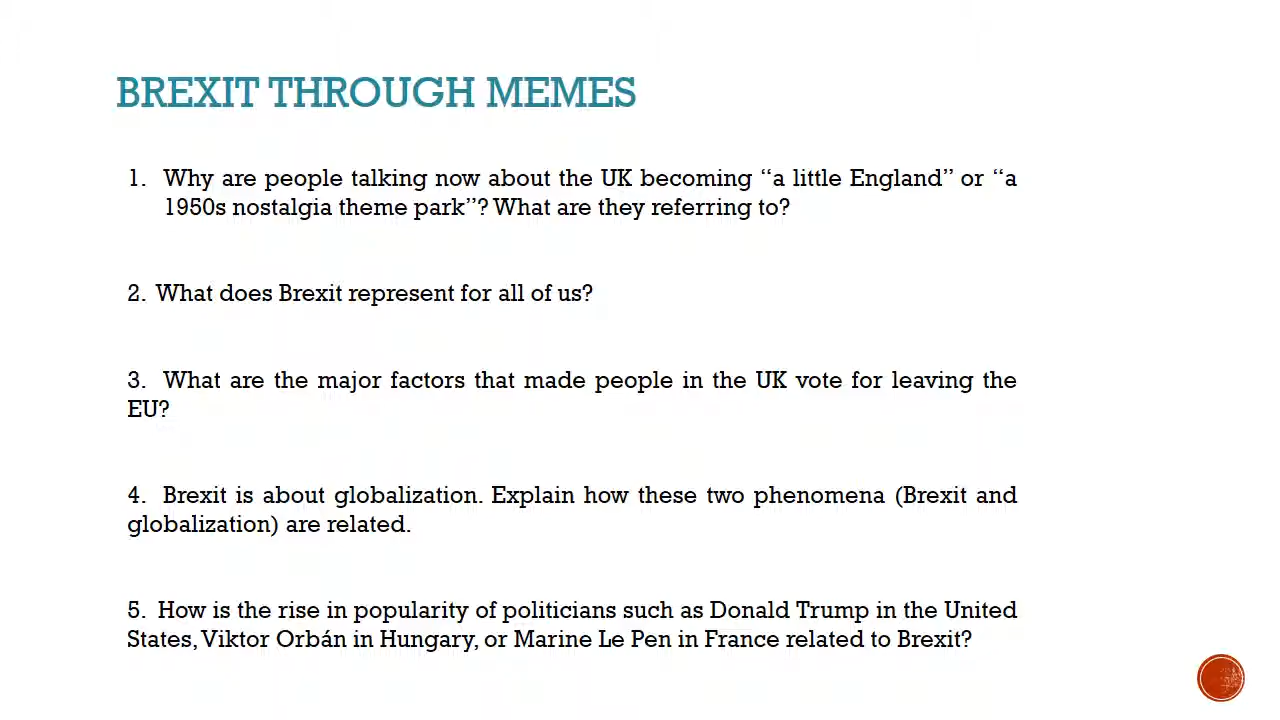 BREXIT THROUGH MEMES
1. Why are people talking now about the UK becoming “a little England” or “a
1950s nostalgia theme park”? What are they referring to?
2. What does Brexit represent for all of us?
3. What are the major factors that made people in the UK vote for leaving the
EU?
4. Brexit is about globalization. Explain how these two phenomena (Brexit and
globalization) are related.
5. How is the rise in popularity of politicians such as Donald Trump in the United
States, Viktor Orbán in Hungary, or Marine Le Pen in France related to Brexit?